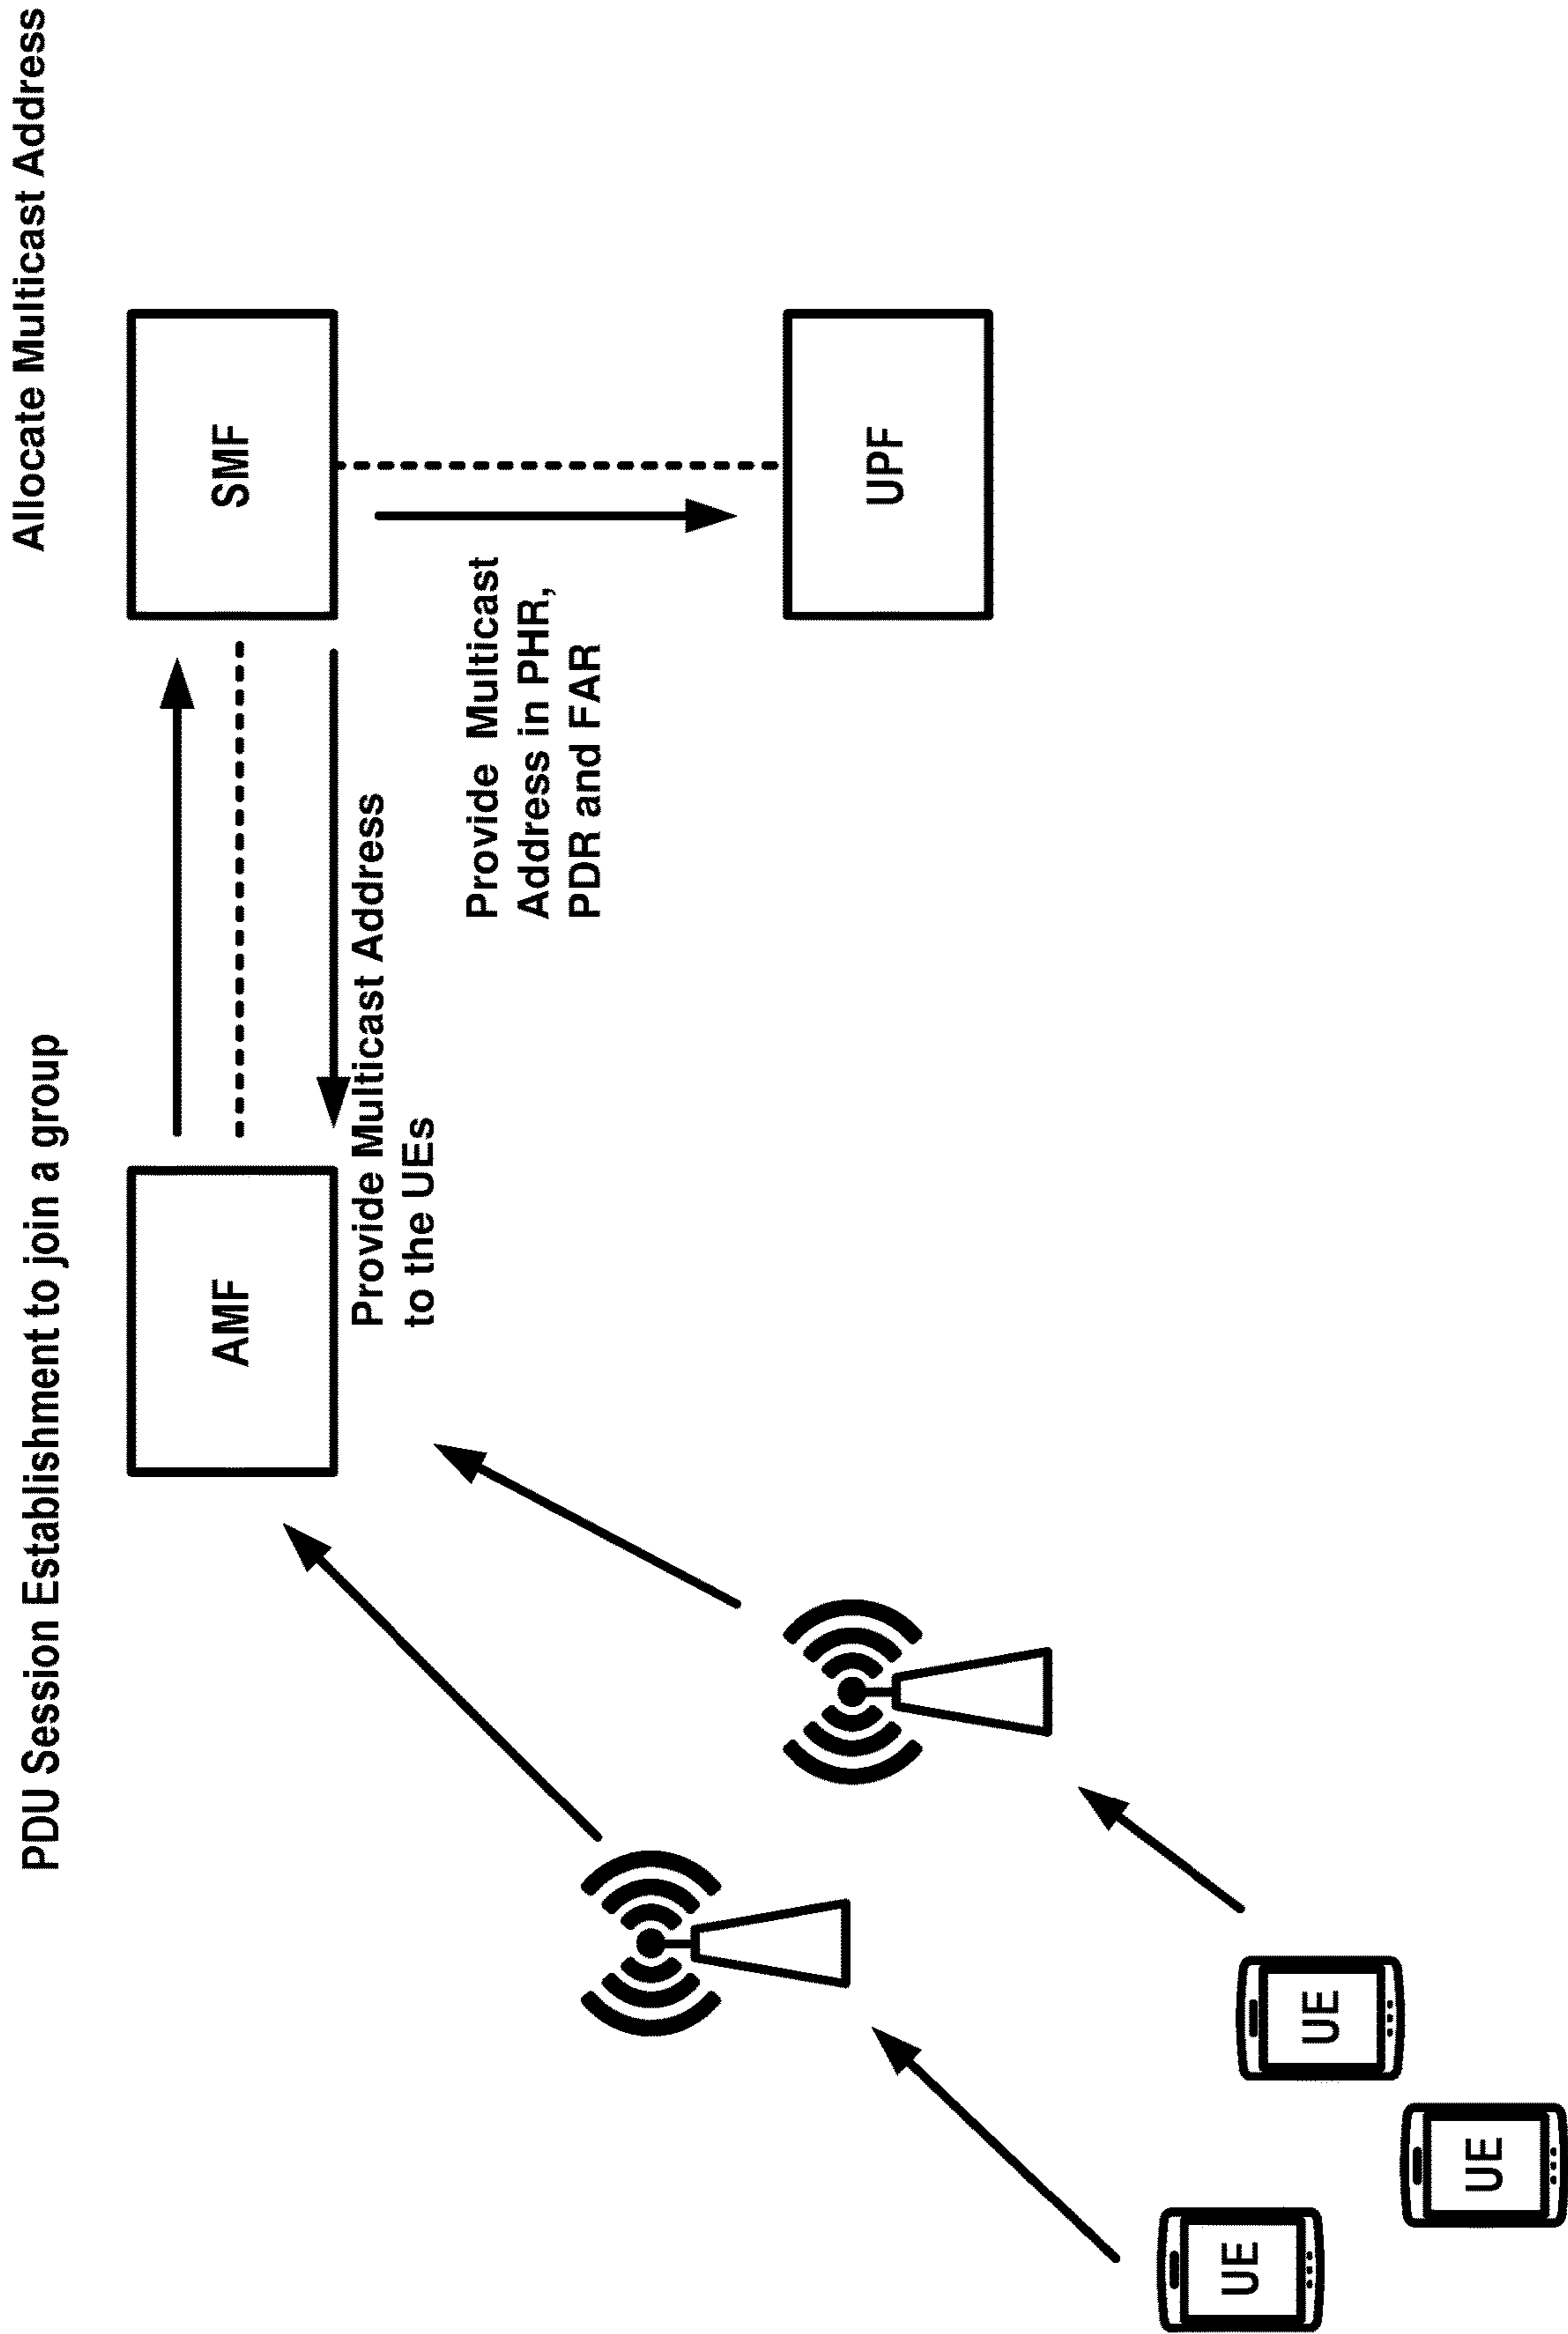 PDU Session Establishment to join a group
Allocate Multicast Address
AMF
SMF
Provide Multicast Address
to the UEs
Provide Multicast
Address in PHR,
PDR and FAR
UPF
UE
UE
UE